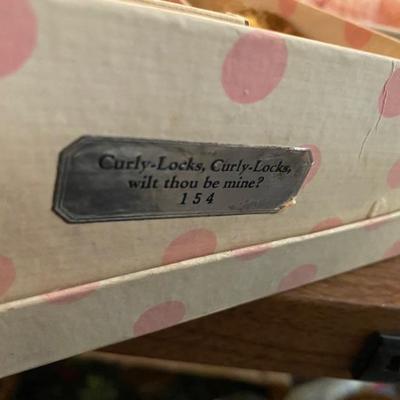 Curly-Locks, Curly-Locks,
wilt thou be mine?
154